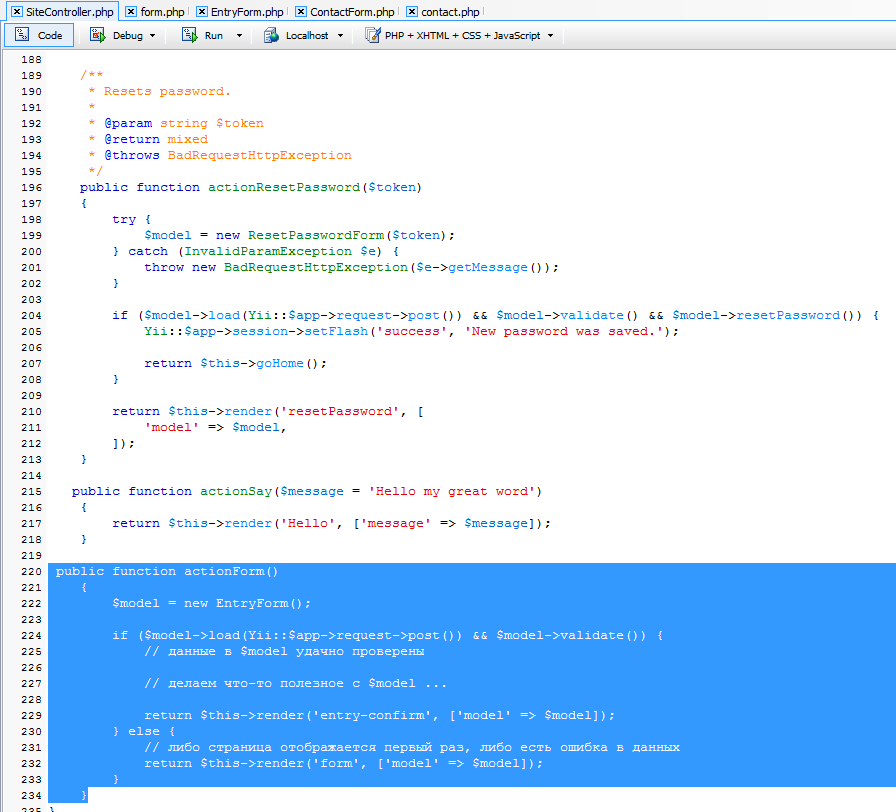 SiteController.php form.php EntryForm.php ContactForm.php contact.php
Code Debug Run Localhost PHP + XHTML + CSS + JavaScript
188
189 /**
190 * Resets password.
191 *
192 * @param string $token
193 * @return mixed
194 * @throws BadRequestHttpException
195 */
196 public function actionResetPassword($token)
197 {
198 try {
199 $model = new ResetPasswordForm($token);
200 } catch (InvalidParamException $e) {
201 throw new BadRequestHttpException($e->getMessage());
202 }
203
204 if ($model->load(Yii::$app->request->post()) && $model->validate() && $model->resetPassword()) {
205 Yii::$app->session->setFlash('success', 'New password was saved.');
206
207 return $this->goHome();
208 }
209
210 return $this->render('resetPassword', [
211 'model' => $model,
212 ]);
213 }
214
215 public function actionSay($message = 'Hello my great word')
216 {
217 return $this->render('Hello', ['message' => $message]);
218 }
219
220 public function actionForm()
221 {
222 $model = new EntryForm();
223
224 if ($model->load(Yii::$app->request->post()) && $model->validate()) {
225 // данные в $model удачно проверены
226
227 // делаем что-то полезное с $model ...
228
229 return $this->render('entry-confirm', ['model' => $model]);
230 } else {
231 // либо страница отображается первый раз, либо есть ошибка в данных
232 return $this->render('form', ['model' => $model]);
233 }
234 }
235 }